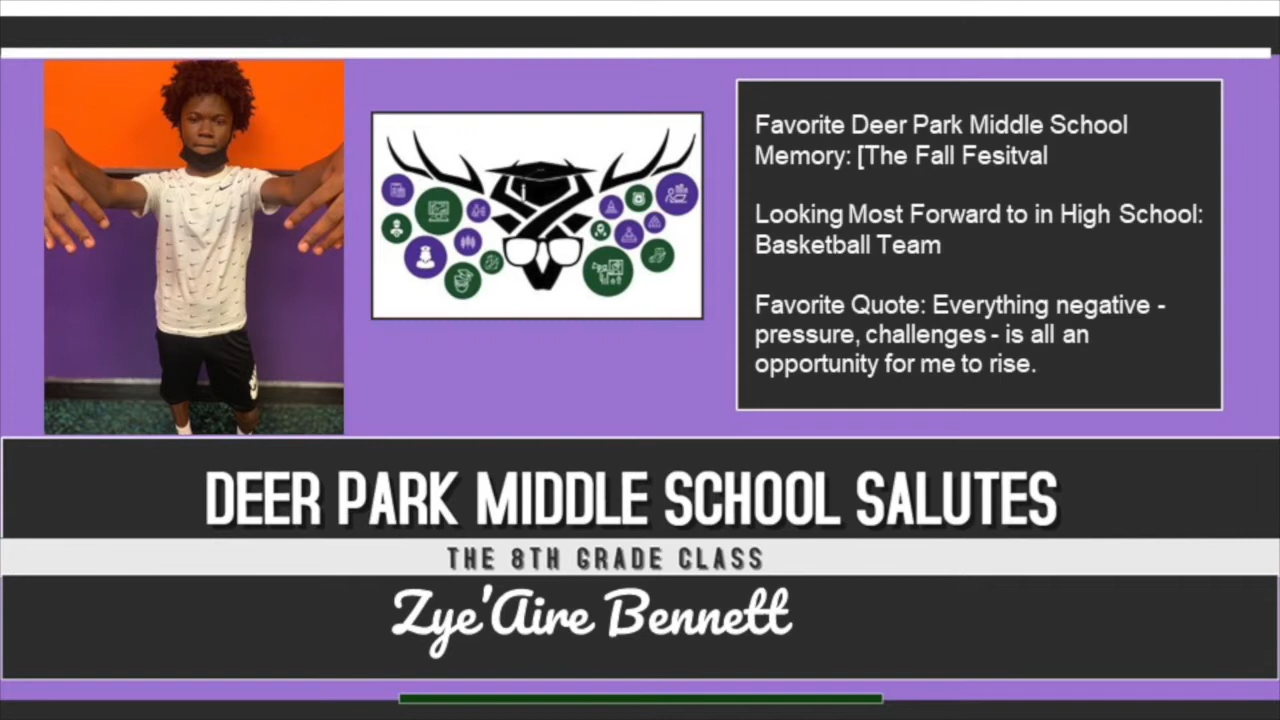 Favorite Deer Park Middle School
Memory: [The Fall Fesitval
Looking Most Forward to in High School:
Basketball Team
Favorite Quote: Everything negative -
pressure, challenges - is all an
opportunity for me to rise.
DEER PARK MIDDLE SCHOOL SALUTES
THE 8TH GRADE CLASS
Zye'Aire Bennett